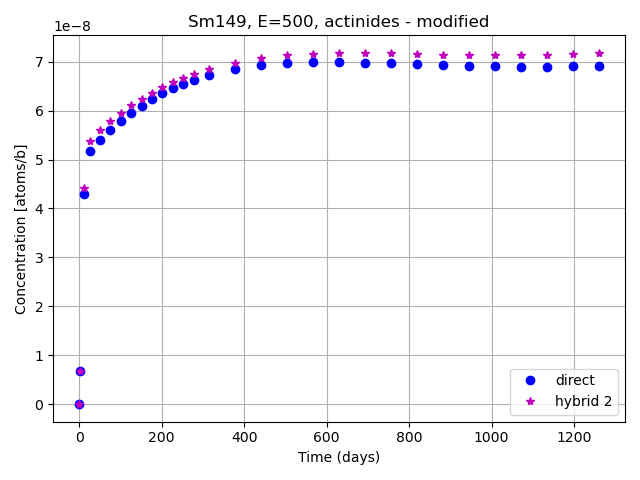 Sm149, E=500, actinides - modified
1e−8
7
6
5
4
3
2
1
0
Concentration [atoms/b]
0 200 400 600 800 1000 1200
Time (days)
direct
hybrid 2